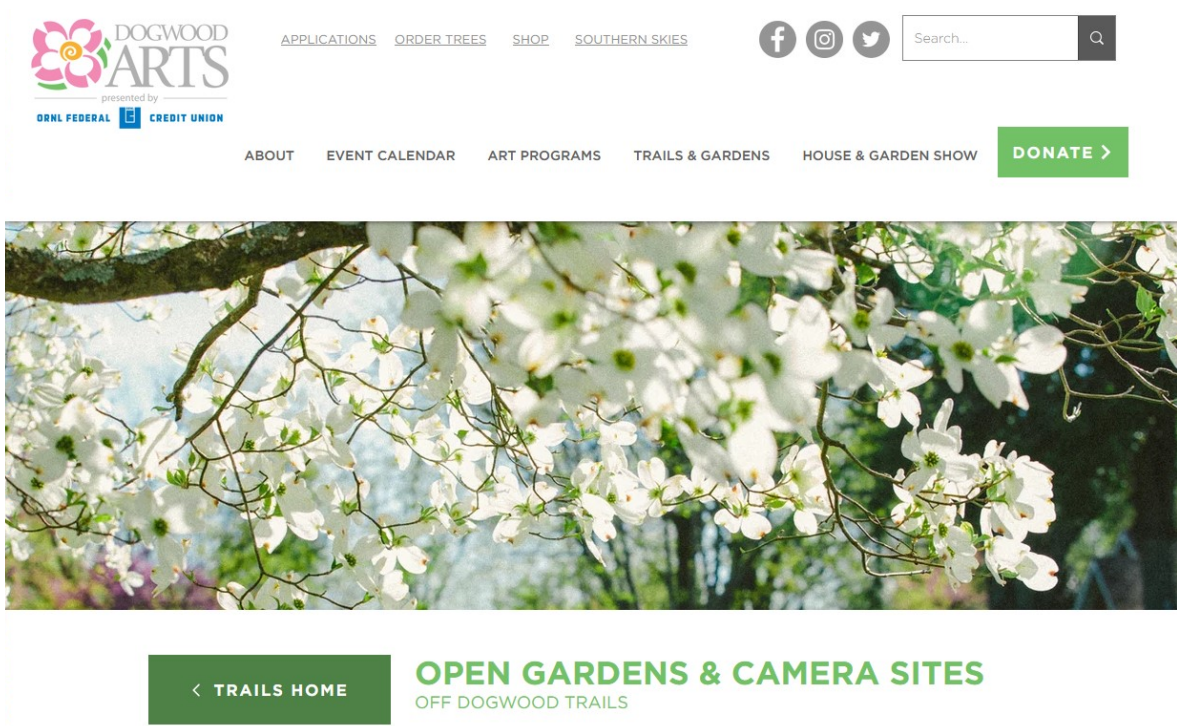 DOGWOOD
ARTS
presented by
ORNL FEDERAL CREDIT UNION
APPLICATIONS ORDER TREES SHOP SOUTHERN SKIES
Search...
ABOUT EVENT CALENDAR ART PROGRAMS TRAILS & GARDENS HOUSE & GARDEN SHOW DONATE >
< TRAILS HOME
OPEN GARDENS & CAMERA SITES
OFF DOGWOOD TRAILS